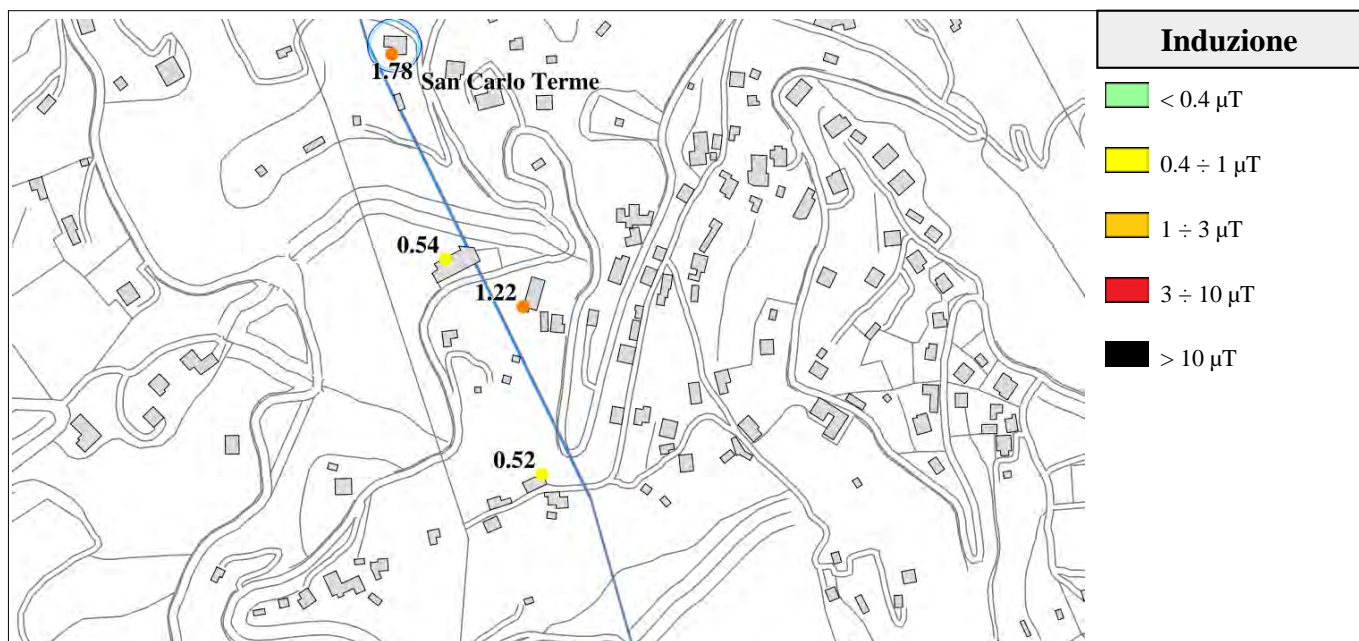 1.78
San Carlo Terme
0.54
1.22
0.52
Induzione
< 0.4 µT
0.4 ÷ 1 µT
1 ÷ 3 µT
3 ÷ 10 µT
> 10 µT